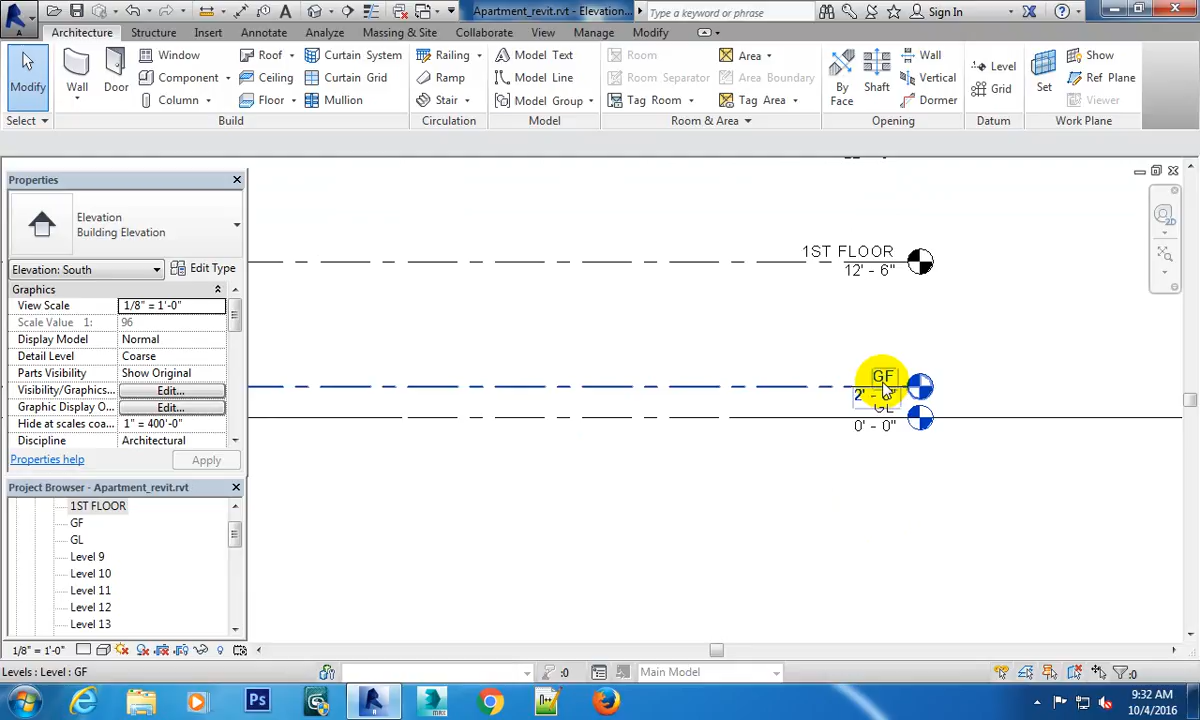 Apartment_revit.rvt - Elevation...
Type a keyword or phrase
Sign In
Architecture
Structure
Insert
Annotate
Analyze
Massing & Site
Collaborate
View
Manage
Modify
Modify
Wall
Door
Window
Component
Column
Roof
Ceiling
Floor
Curtain System
Curtain Grid
Mullion
Railing
Ramp
Stair
Model Text
Model Line
Model Group
Room
Room Separator
Tag Room
Area
Area Boundary
Tag Area
By
Face
Shaft
Wall
Vertical
Dormer
Level
Grid
Set
Show
Ref Plane
Viewer
Select
Build
Circulation
Model
Room & Area
Opening
Datum
Work Plane
Properties
Elevation
Building Elevation
Elevation: South
Edit Type
Graphics
View Scale
1/8" = 1'-0"
Scale Value 1:
96
Display Model
Normal
Detail Level
Coarse
Parts Visibility
Show Original
Visibility/Graphics...
Edit...
Graphic Display O...
Edit...
Hide at scales coa...
1" = 400'-0"
Discipline
Architectural
Properties help
Apply
Project Browser - Apartment_revit.rvt
1ST FLOOR
GF
GL
Level 9
Level 10
Level 11
Level 12
Level 13
1ST FLOOR
12' - 6"
GF
GL
0' - 0"
1/8" = 1'-0"
Levels : Level : GF
:0
Main Model
:0
Ps
9:32 AM
10/4/2016